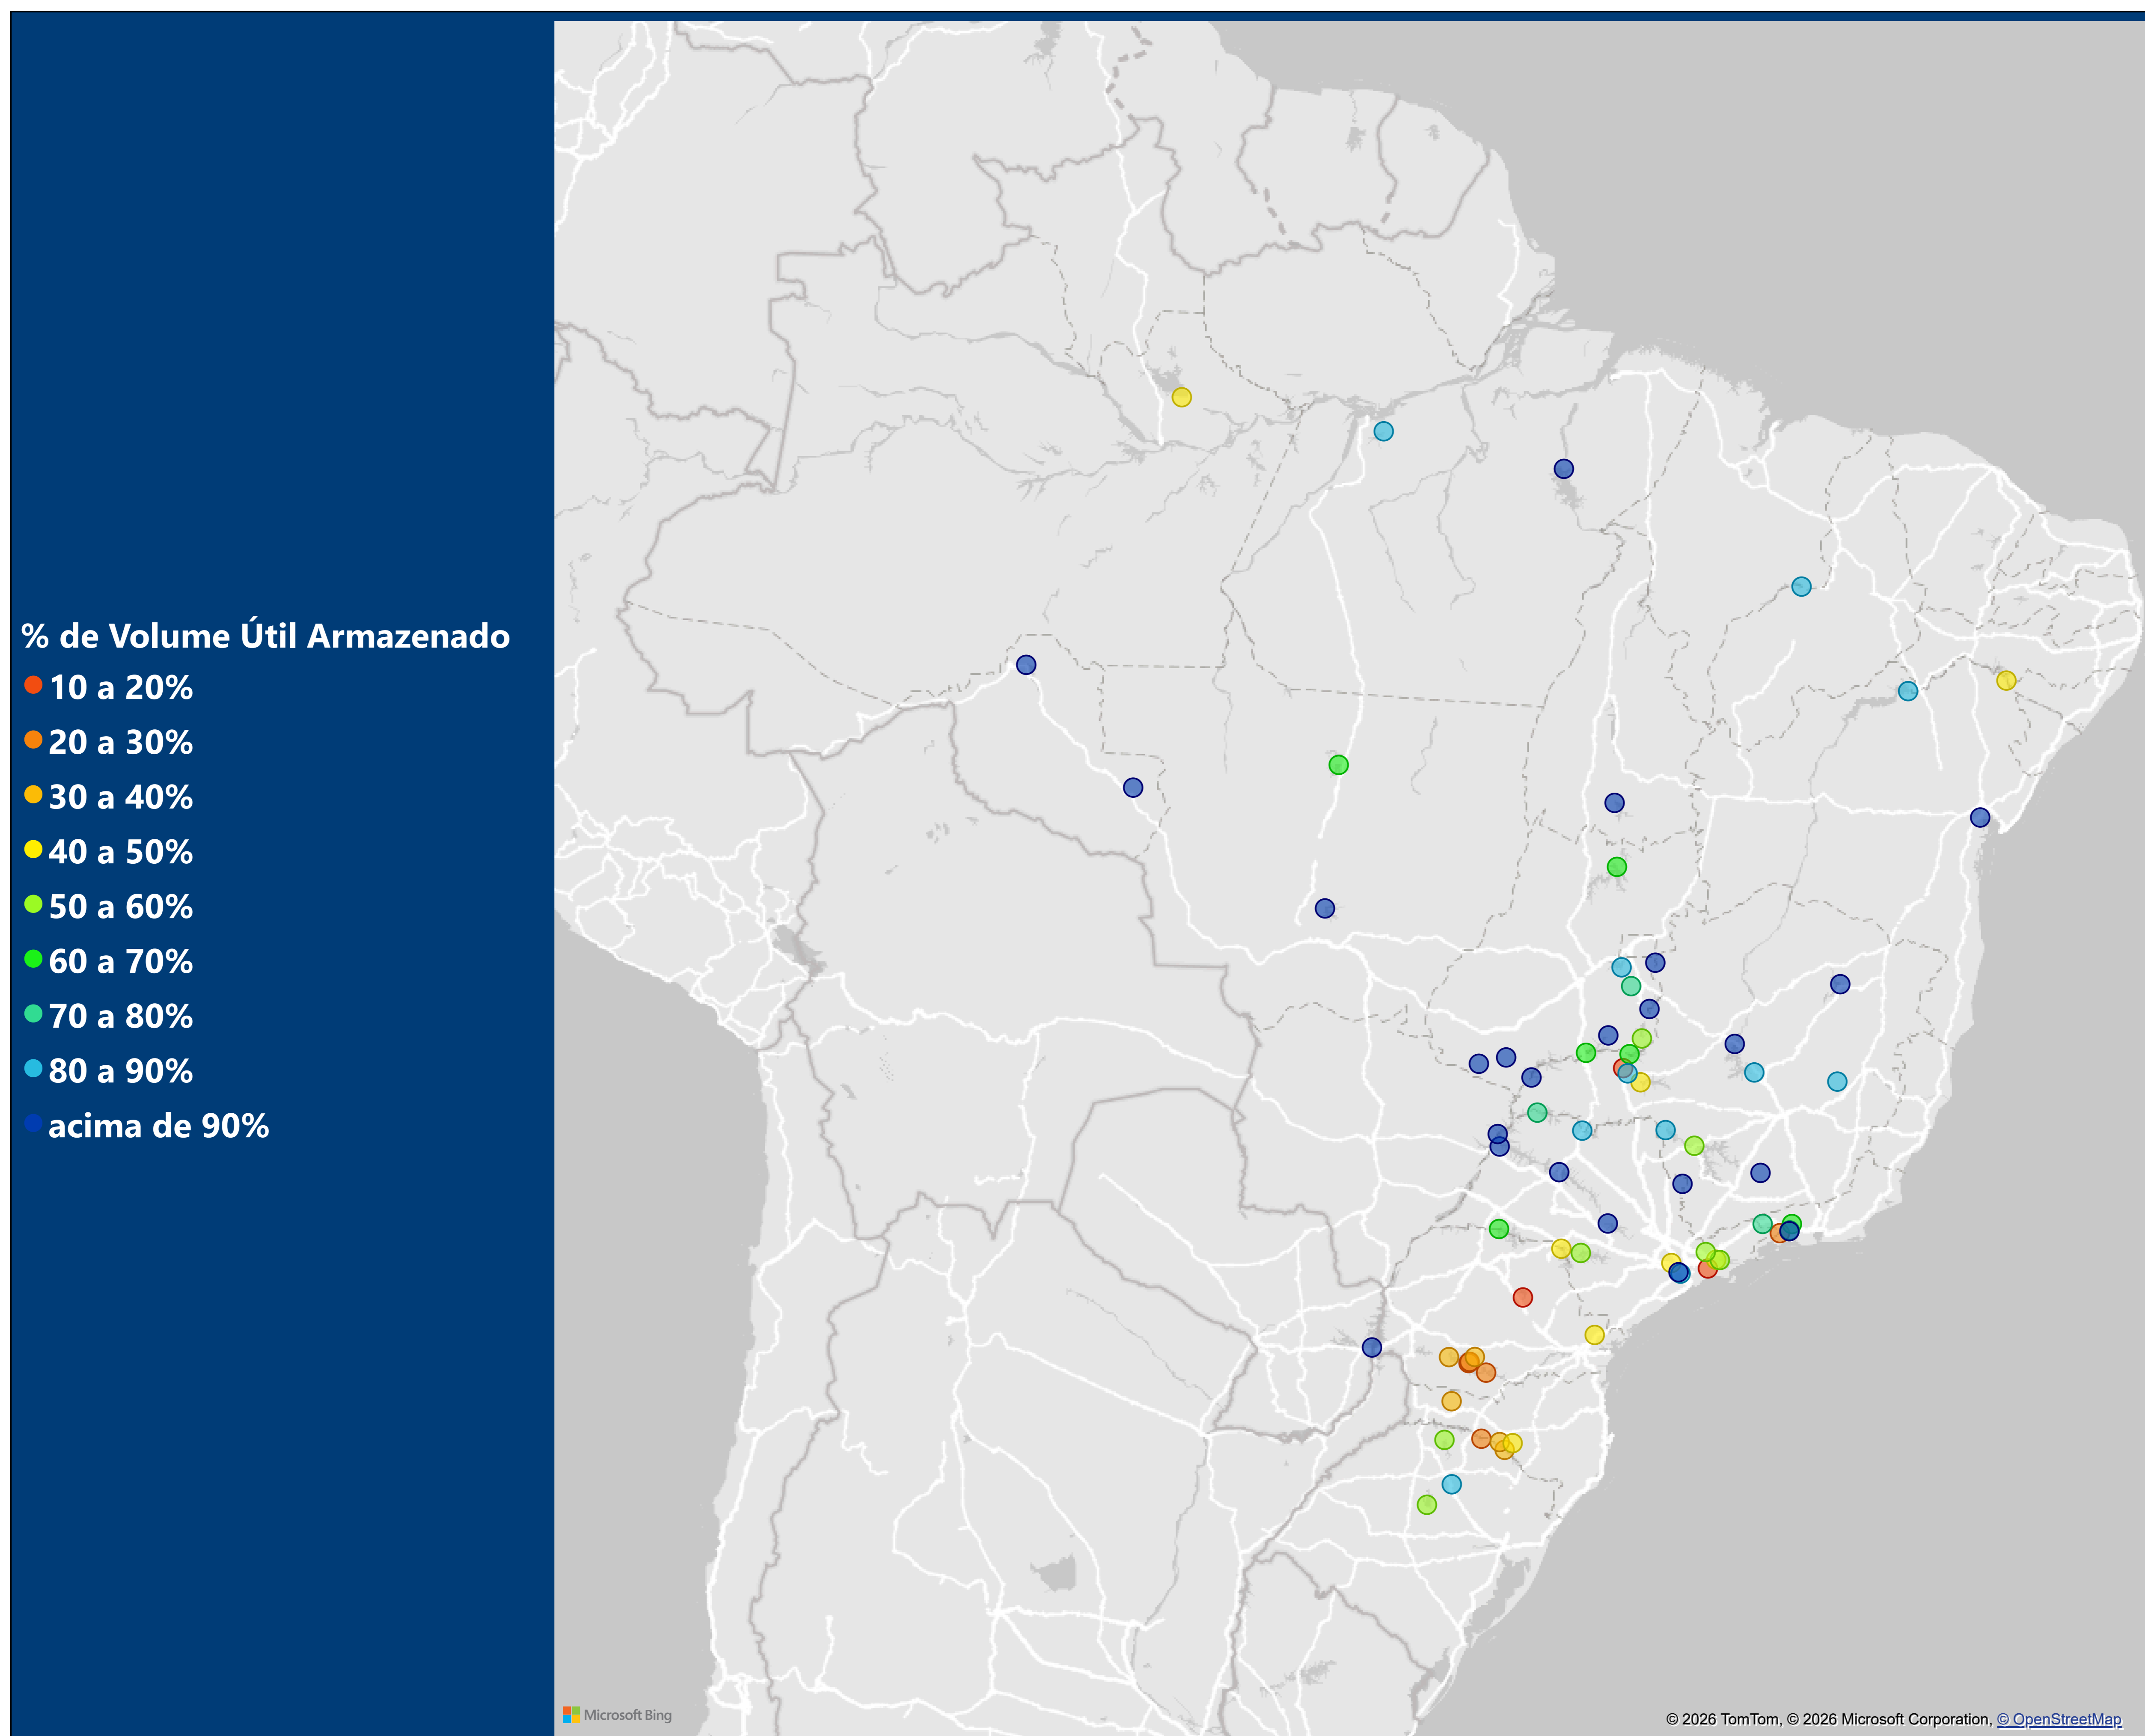 % de Volume Útil Armazenado
10 a 20%
20 a 30%
30 a 40%
40 a 50%
50 a 60%
60 a 70%
70 a 80%
80 a 90%
acima de 90%
Microsoft Bing
© 2026 TomTom, © 2026 Microsoft Corporation, © OpenStreetMap